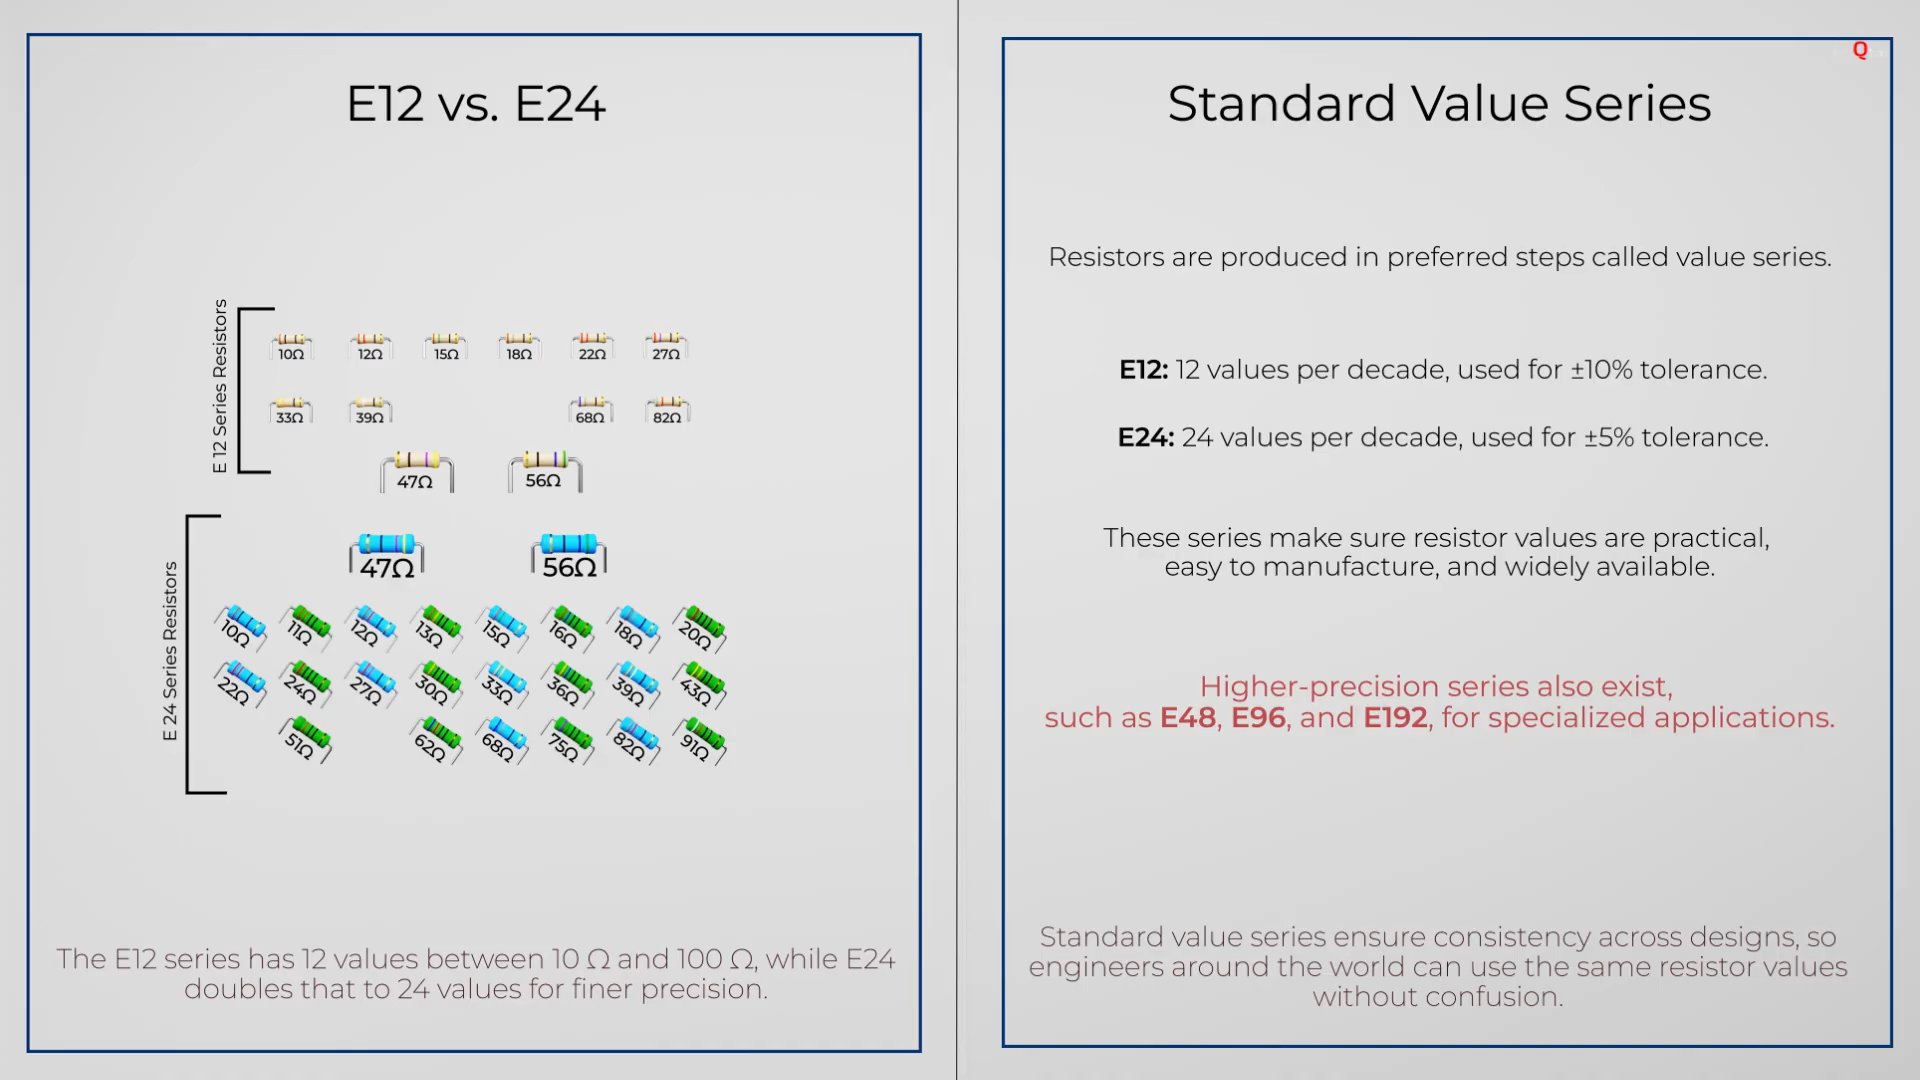 E12 vs. E24
E 12 Series Resistors
10Ω 12Ω 15Ω 18Ω 22Ω 27Ω
33Ω 39Ω 68Ω 82Ω
47Ω 56Ω
E 24 Series Resistors
47Ω 56Ω
10Ω 11Ω 12Ω 13Ω 15Ω 16Ω 18Ω 20Ω
22Ω 24Ω 27Ω 30Ω 33Ω 36Ω 39Ω 43Ω
51Ω 62Ω 68Ω 75Ω 82Ω 91Ω
The E12 series has 12 values between 10 Ω and 100 Ω, while E24
doubles that to 24 values for finer precision.
Q
Standard Value Series
Resistors are produced in preferred steps called value series.
E12: 12 values per decade, used for ±10% tolerance.
E24: 24 values per decade, used for ±5% tolerance.
These series make sure resistor values are practical,
easy to manufacture, and widely available.
Higher-precision series also exist,
such as E48, E96, and E192, for specialized applications.
Standard value series ensure consistency across designs, so
engineers around the world can use the same resistor values
without confusion.